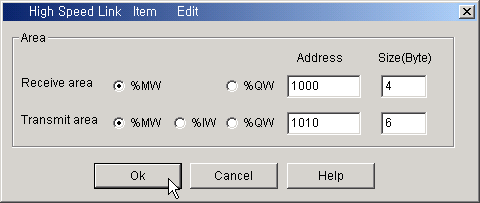 High Speed Link Item Edit
Area
Address Size(Byte)
Receive area %MW %QW 1000 4
Transmit area %MW %IW %QW 1010 6
Ok Cancel Help